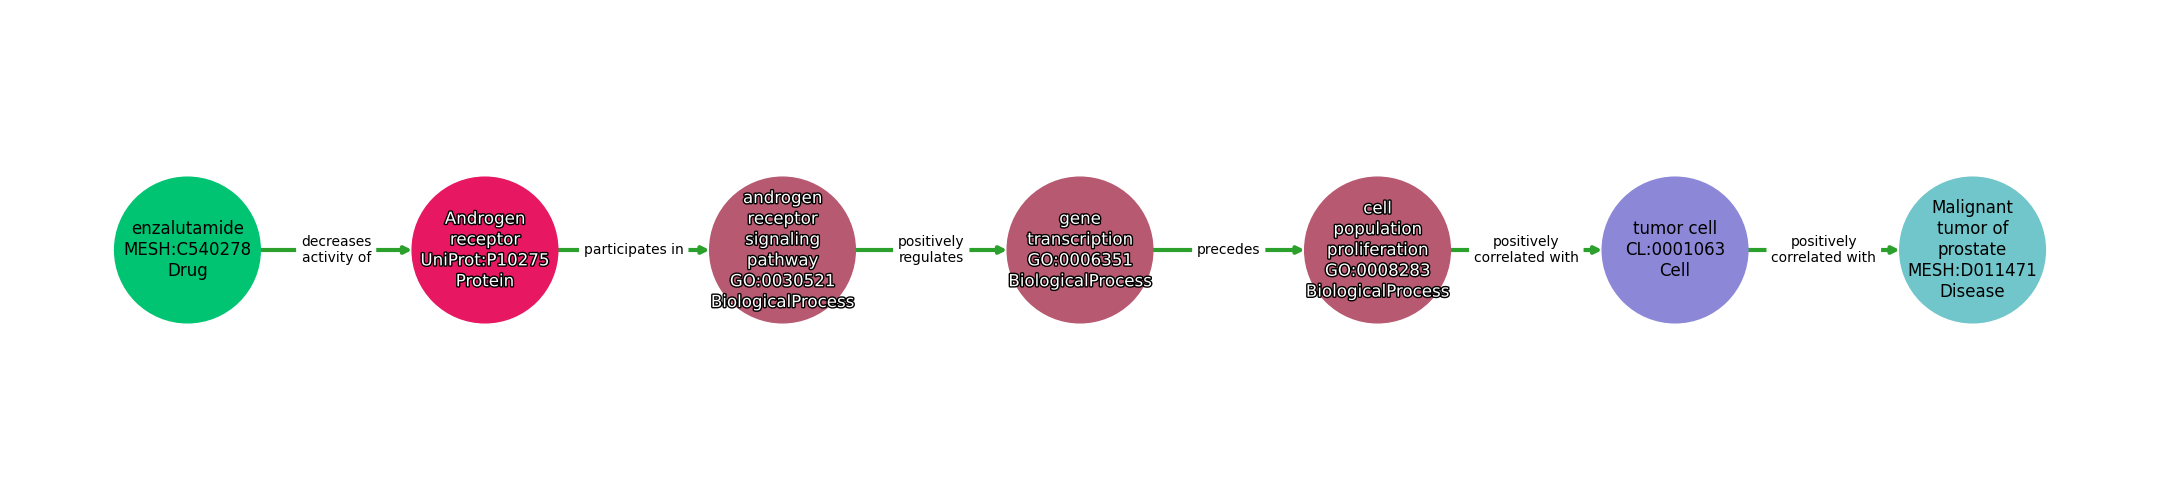 enzalutamide
MESH:C540278
Drug
decreases
activity of
Androgen
receptor
UniProt:P10275
Protein
participates in
androgen
receptor
signaling
pathway
GO:0030521
BiologicalProcess
positively
regulates
gene
transcription
GO:0006351
BiologicalProcess
precedes
cell
population
proliferation
GO:0008283
BiologicalProcess
positively
correlated with
tumor cell
CL:0001063
Cell
positively
correlated with
Malignant
tumor of
prostate
MESH:D011471
Disease